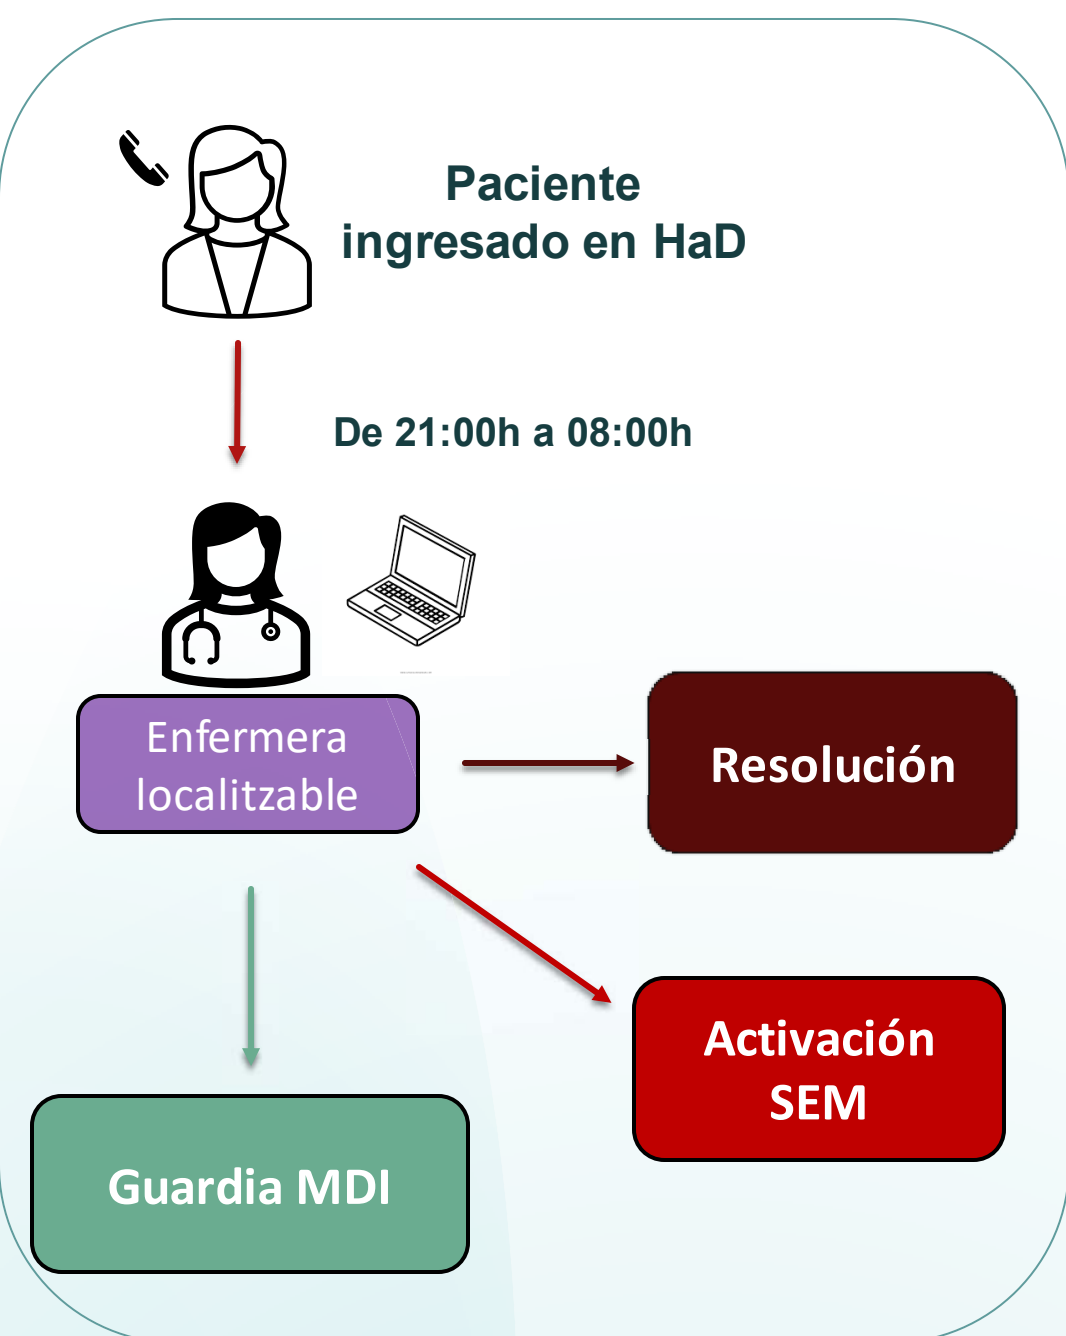 Paciente
ingresado en HaD
De 21:00h a 08:00h
Enfermera
localitzable
Resolución
Activación
SEM
Guardia MDI